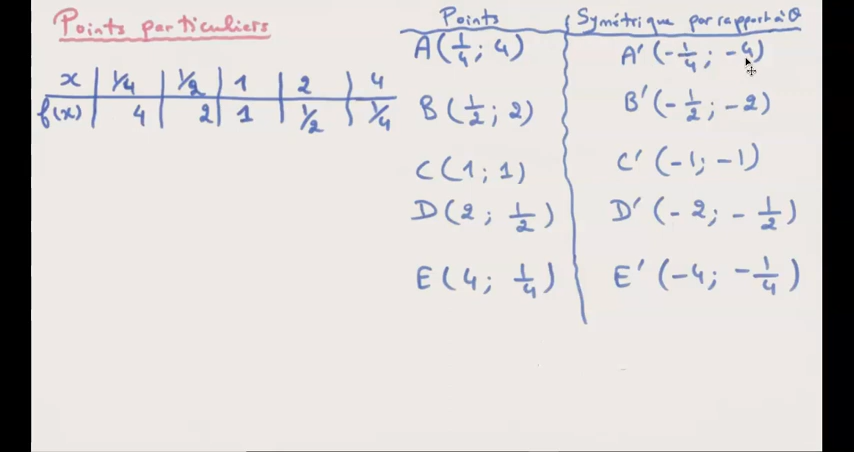 Points particuliers
x | 1/4 | 1/2 | 1 | 2 | 4
f(x) | 4 | 2 | 1 | 1/2 | 1/4
Points | Symétrique par rapport à O
A(1/4 ; 4) | A'(-1/4 ; -4)
B(1/2 ; 2) | B'(-1/2 ; -2)
C(1 ; 1) | C'(-1 ; -1)
D(2 ; 1/2) | D'(-2 ; -1/2)
E(4 ; 1/4) | E'(-4 ; -1/4)